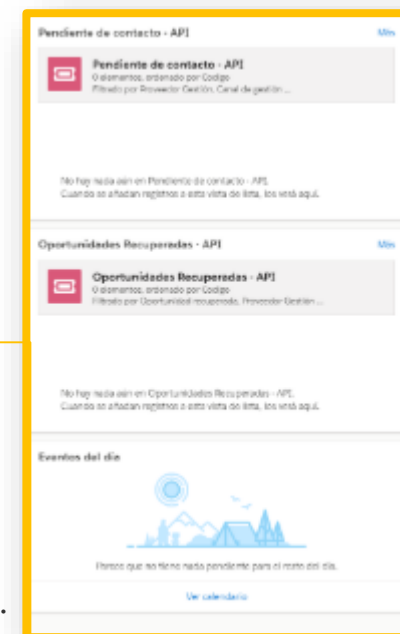 Pendiente de contacto - API
Más
Pendiente de contacto - API
0 elementos, ordenado por Codigo
Filtrado por Proveedor Gestión, Canal de gestión ...
No hay nada aún en Pendiente de contacto - API.
Cuando se añadan registros a esta vista de lista, los verá aquí.
Oportunidades Recuperadas - API
Más
Oportunidades Recuperadas - API
0 elementos, ordenado por Codigo
Filtrado por Oportunidad recuperada, Proveedor Gestión ...
No hay nada aún en Oportunidades Recuperadas - API.
Cuando se añadan registros a esta vista de lista, los verá aquí.
Eventos del día
Parece que no tiene nada pendiente para el resto del día.
Ver calendario
.